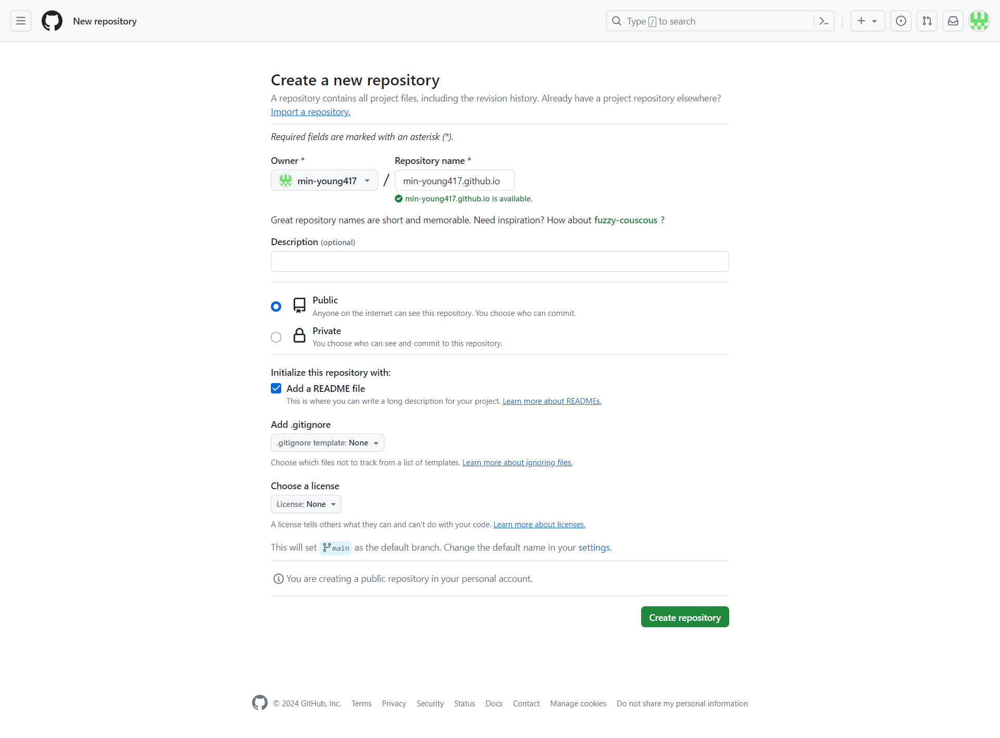 New repository
Type / to search
Create a new repository
A repository contains all project files, including the revision history. Already have a project repository elsewhere?
Import a repository.
Required fields are marked with an asterisk (*).
Owner *
Repository name *
min-young417
/
min-young417.github.io
min-young417.github.io is available.
Great repository names are short and memorable. Need inspiration? How about fuzzy-couscous ?
Description (optional)
Public
Anyone on the internet can see this repository. You choose who can commit.
Private
You choose who can see and commit to this repository.
Initialize this repository with:
Add a README file
This is where you can write a long description for your project. Learn more about READMEs.
Add .gitignore
.gitignore template: None
Choose which files not to track from a list of templates. Learn more about ignoring files.
Choose a license
License: None
A license tells others what they can and can't do with your code. Learn more about licenses.
This will set main as the default branch. Change the default name in your settings.
You are creating a public repository in your personal account.
Create repository
© 2024 GitHub, Inc. Terms Privacy Security Status Docs Contact Manage cookies Do not share my personal information